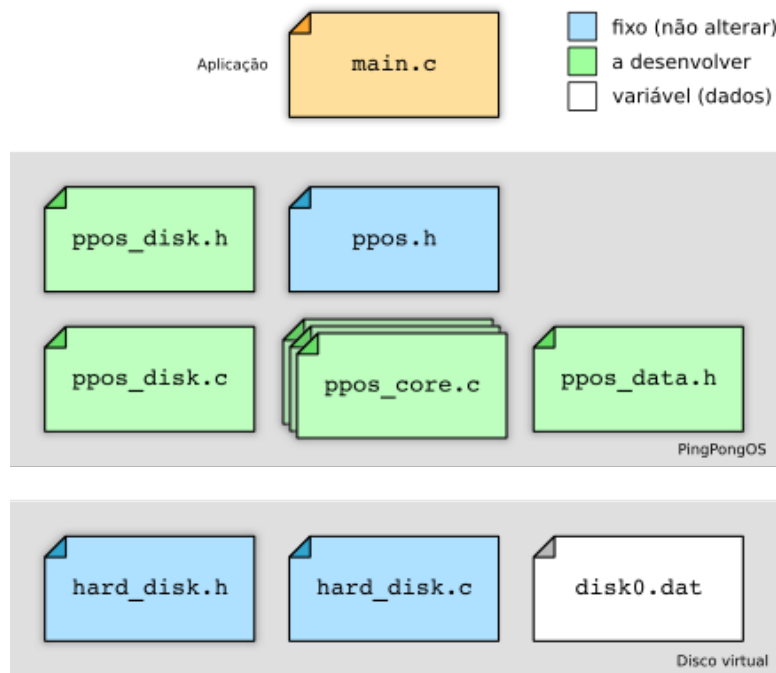 Aplicação
main.c
fixo (não alterar)
a desenvolver
variável (dados)
ppos_disk.h
ppos.h
ppos_disk.c
ppos_core.c
ppos_data.h
PingPongOS
hard_disk.h
hard_disk.c
disk0.dat
Disco virtual